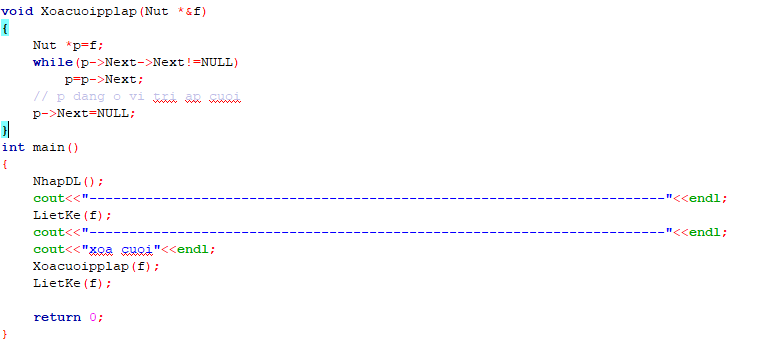 void Xoacuoipplap(Nut *&f)
{
    Nut *p=f;
    while(p->Next->Next!=NULL)
        p=p->Next;
    // p dang o vi tri ap cuoi
    p->Next=NULL;
}
int main()
{
    NhapDL();
    cout<<"------------------------------------------------------------------------"<<endl;
    LietKe(f);
    cout<<"------------------------------------------------------------------------"<<endl;
    cout<<"xoa cuoi"<<endl;
    Xoacuoipplap(f);
    LietKe(f);

    return 0;
}